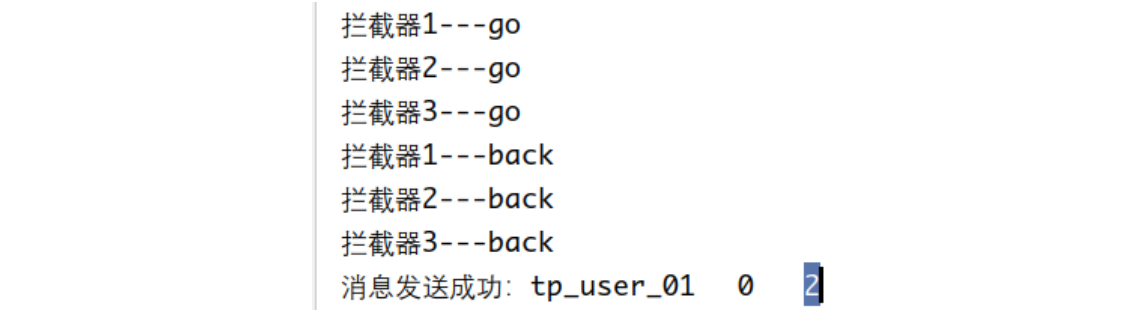 拦截器1---go
拦截器2---go
拦截器3---go
拦截器1---back
拦截器2---back
拦截器3---back
消息发送成功：tp_user_01 0 2